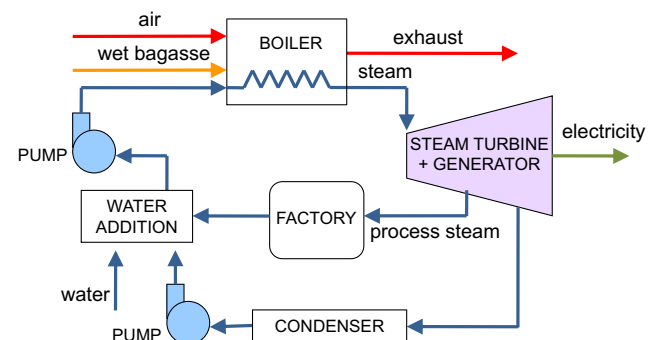 air
BOILER
exhaust
wet bagasse
steam
electricity
STEAM TURBINE
+ GENERATOR
PUMP
WATER
ADDITION
FACTORY
process steam
water
PUMP
CONDENSER